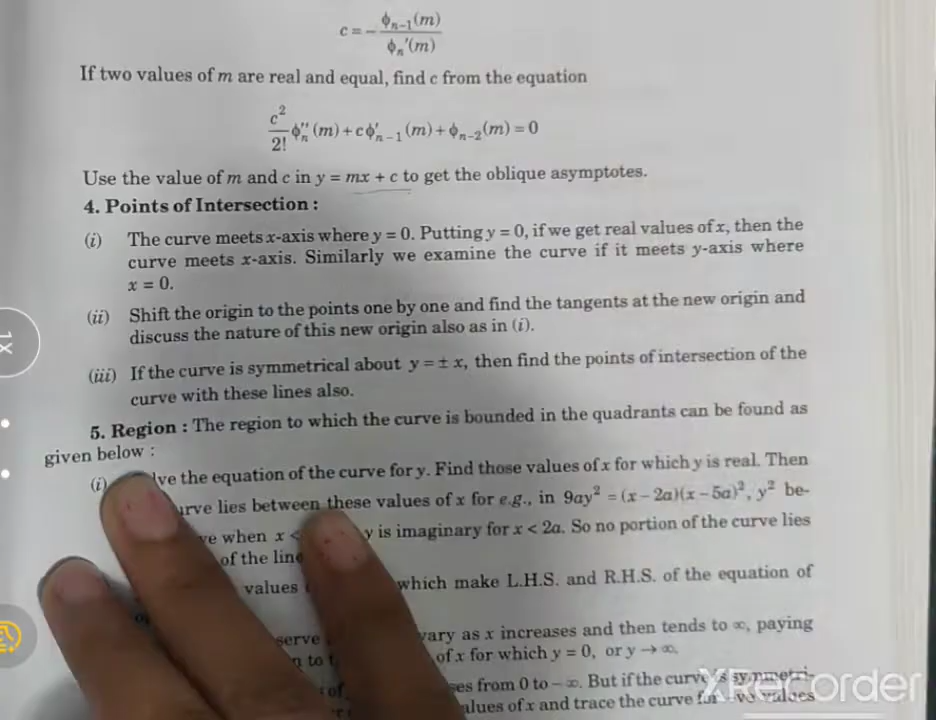 c = - ϕₙ₋₁(m) / ϕₙ′(m)
If two values of m are real and equal, find c from the equation
c²/2! ϕₙ″(m) + cϕ′ₙ₋₁(m) + ϕₙ₋₂(m) = 0
Use the value of m and c in y = mx + c to get the oblique asymptotes.
4. Points of Intersection :
(i) The curve meets x-axis where y = 0. Putting y = 0, if we get real values of x, then the
curve meets x-axis. Similarly we examine the curve if it meets y-axis where
x = 0.
(ii) Shift the origin to the points one by one and find the tangents at the new origin and
discuss the nature of this new origin also as in (i).
(iii) If the curve is symmetrical about y = ± x, then find the points of intersection of the
curve with these lines also.
5. Region : The region to which the curve is bounded in the quadrants can be found as
given below :
(i) the equation of the curve for y. Find those values of x for which y is real. Then
lies between these values of x for e.g., in 9ay² = (x – 2a)(x – 5a)², y² be-
when x < y is imaginary for x < 2a. So no portion of the curve lies
of the
values which make L.H.S. and R.H.S. of the equation of
vary as x increases and then tends to ∞, paying
of x for which y = 0, or y → ∞.
from 0 to – ∞. But if the curve is symmetri-
of x and trace the curve for values
1X
XRecorder